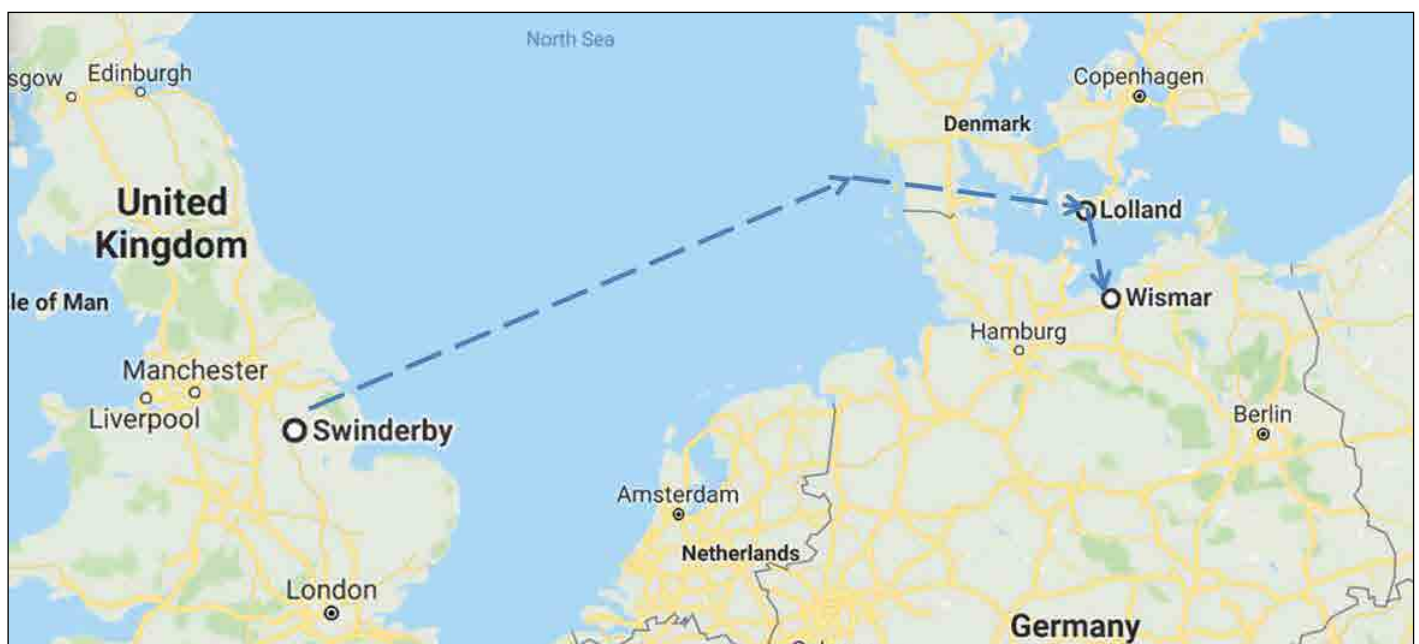 North Sea
sgow
Edinburgh
Copenhagen
Denmark
United
Kingdom
Lolland
le of Man
Wismar
Hamburg
Manchester
Liverpool
Swinderby
Berlin
Amsterdam
Netherlands
London
Germany